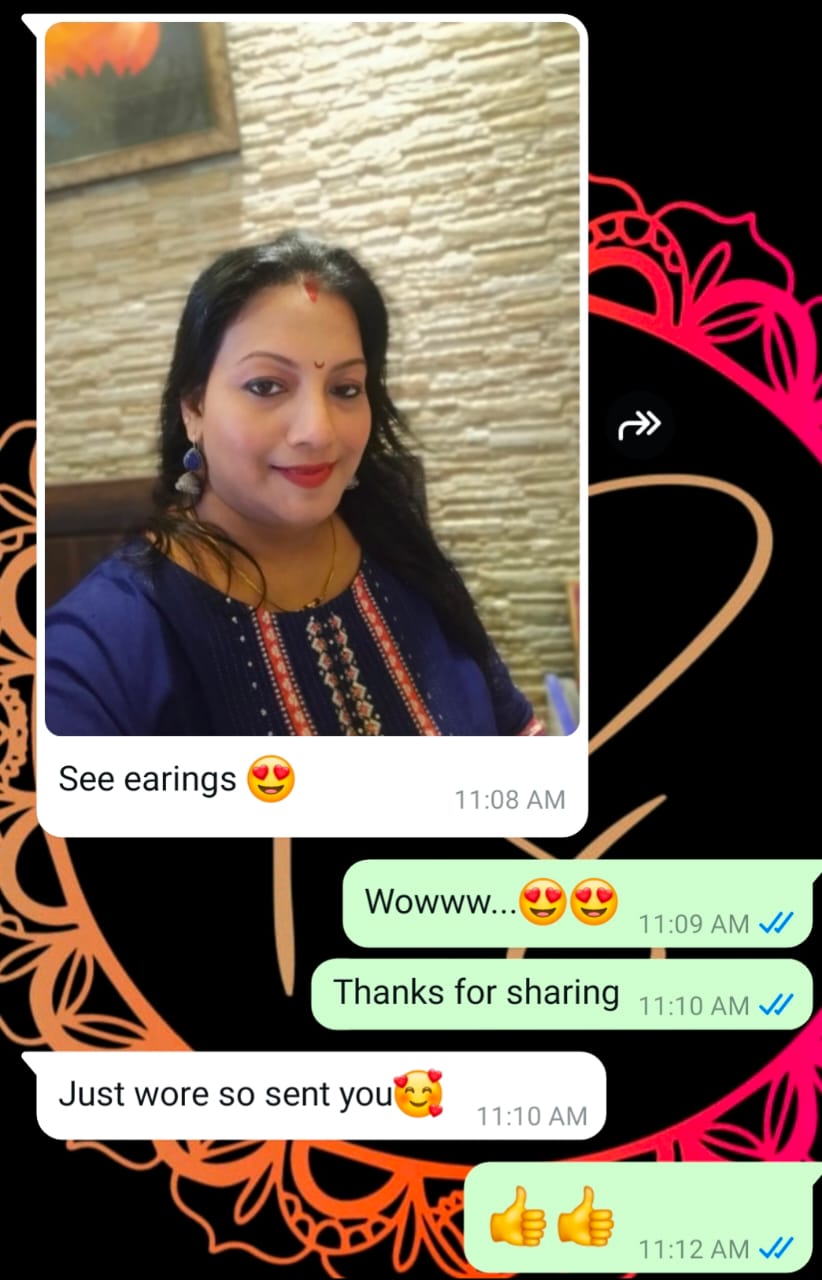 See earings 😍
11:08 AM
Wowww...😍😍
11:09 AM
Thanks for sharing
11:10 AM
Just wore so sent you🥰
11:10 AM
👍👍
11:12 AM